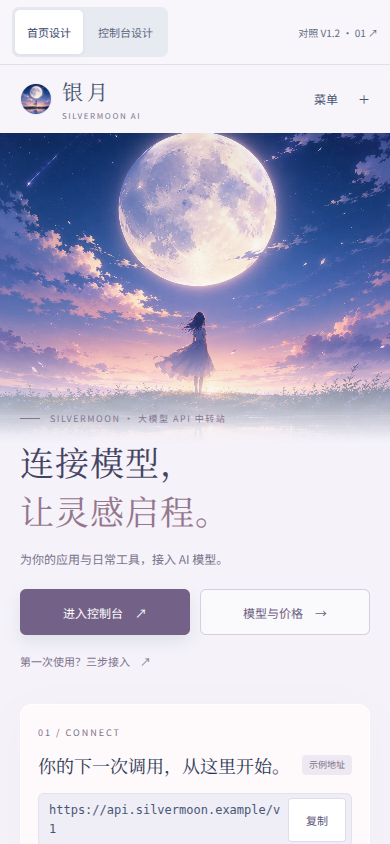 首页设计 控制台设计 对照 V1.2 · 01 ↗
银月
SILVERMOON AI
菜单 +
SILVERMOON · 大模型 API 中转站
连接模型，
让灵感启程。
为你的应用与日常工具，接入 AI 模型。
进入控制台 ↗ 模型与价格 →
第一次使用？三步接入 ↗
01 / CONNECT
你的下一次调用，从这里开始。 示例地址
https://api.silvermoon.example/v
1
复制